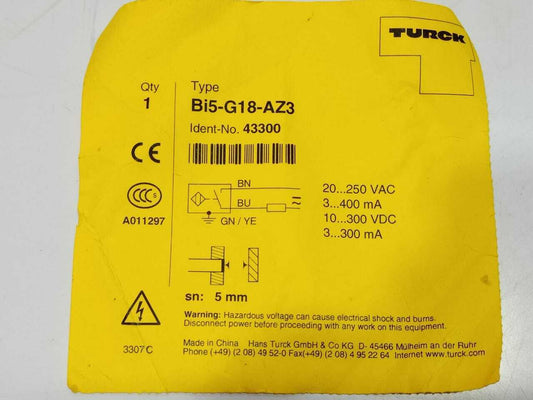 TURCK
Qty
1
Type
Bi5-G18-AZ3
Ident-No. 43300
CE
CCC S
A011297
BN
BU
GN / YE
20...250 VAC
3...400 mA
10...300 VDC
3...300 mA
sn: 5 mm
Warning: Hazardous voltage can cause electrical shock and burns.
Disconnect power before proceeding with any work on this equipment.
3307 C
Made in China Hans Turck GmbH & Co KG D- 45466 Mülheim an der Ruhr
Phone (+49) (2 08) 49 52-0 Fax(+49) (2 08) 4 95 22 64 Internet www.turck.com